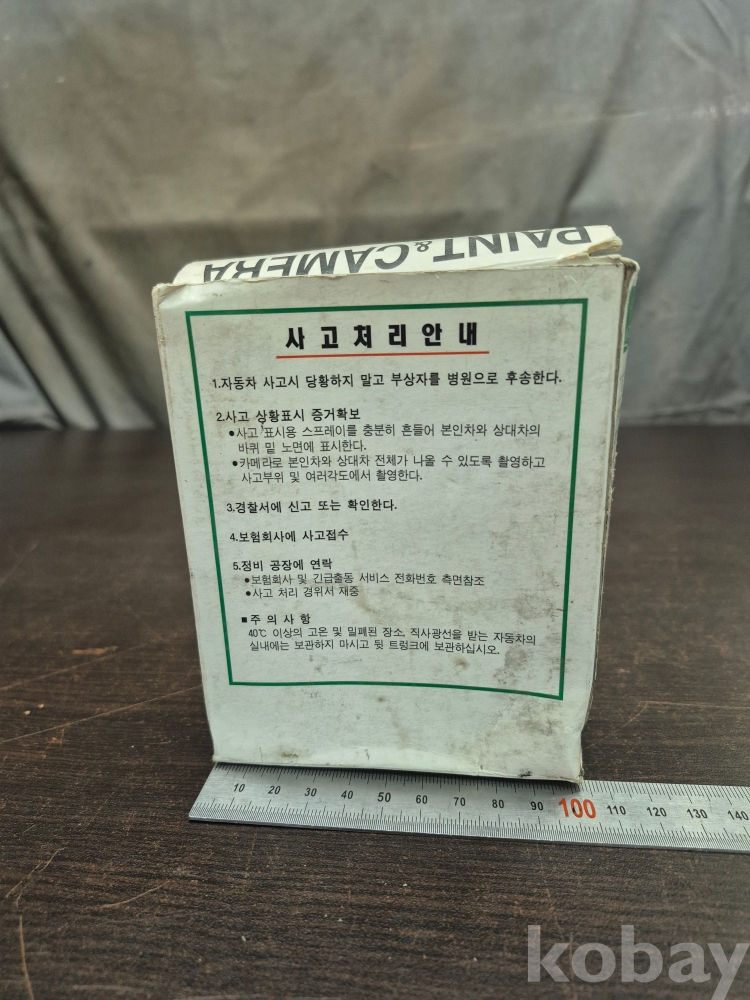 PAINT & CAMERA
사고처리안내
1.자동차 사고시 당황하지 말고 부상자를 병원으로 후송한다.
2.사고 상황표시 증거확보
●사고 표시용 스프레이를 충분히 흔들어 본인차와 상대차의
바퀴 밑 노면에 표시한다.
●카메라로 본인차와 상대차 전체가 나올 수 있도록 촬영하고
사고부위 및 여러각도에서 촬영한다.
3.경찰서에 신고 또는 확인한다.
4.보험회사에 사고접수
5.정비 공장에 연락
●보험회사 및 긴급출동 서비스 전화번호 측면참조
●사고 처리 경위서 재중
■주 의 사 항
40℃ 이상의 고온 및 밀폐된 장소, 직사광선을 받는 자동차의
실내에는 보관하지 마시고 뒷 트렁크에 보관하십시오.
10 20 30 40 50 60 70 80 90 100 110 120 130 140
kobay